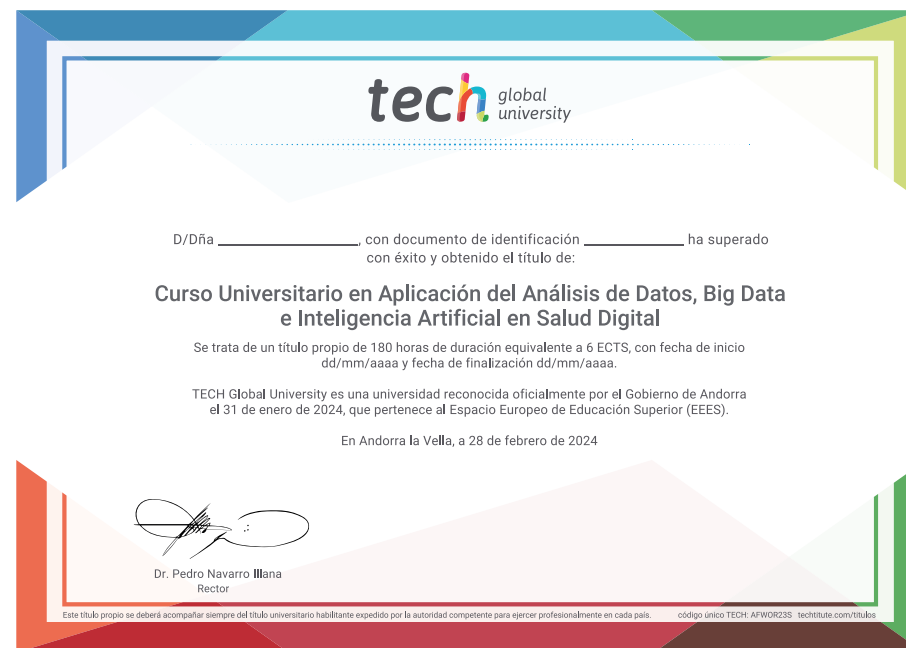 tech global
university
D/Dña ____________________, con documento de identificación ______________ ha superado
con éxito y obtenido el título de:
Curso Universitario en Aplicación del Análisis de Datos, Big Data
e Inteligencia Artificial en Salud Digital
Se trata de un título propio de 180 horas de duración equivalente a 6 ECTS, con fecha de inicio
dd/mm/aaaa y fecha de finalización dd/mm/aaaa.
TECH Global University es una universidad reconocida oficialmente por el Gobierno de Andorra
el 31 de enero de 2024, que pertenece al Espacio Europeo de Educación Superior (EEES).
En Andorra la Vella, a 28 de febrero de 2024
Dr. Pedro Navarro Illana
Rector
Este título propio se deberá acompañar siempre del título universitario habilitante expedido por la autoridad competente para ejercer profesionalmente en cada país. código único TECH: AFWOR23S techtitute.com/titulos